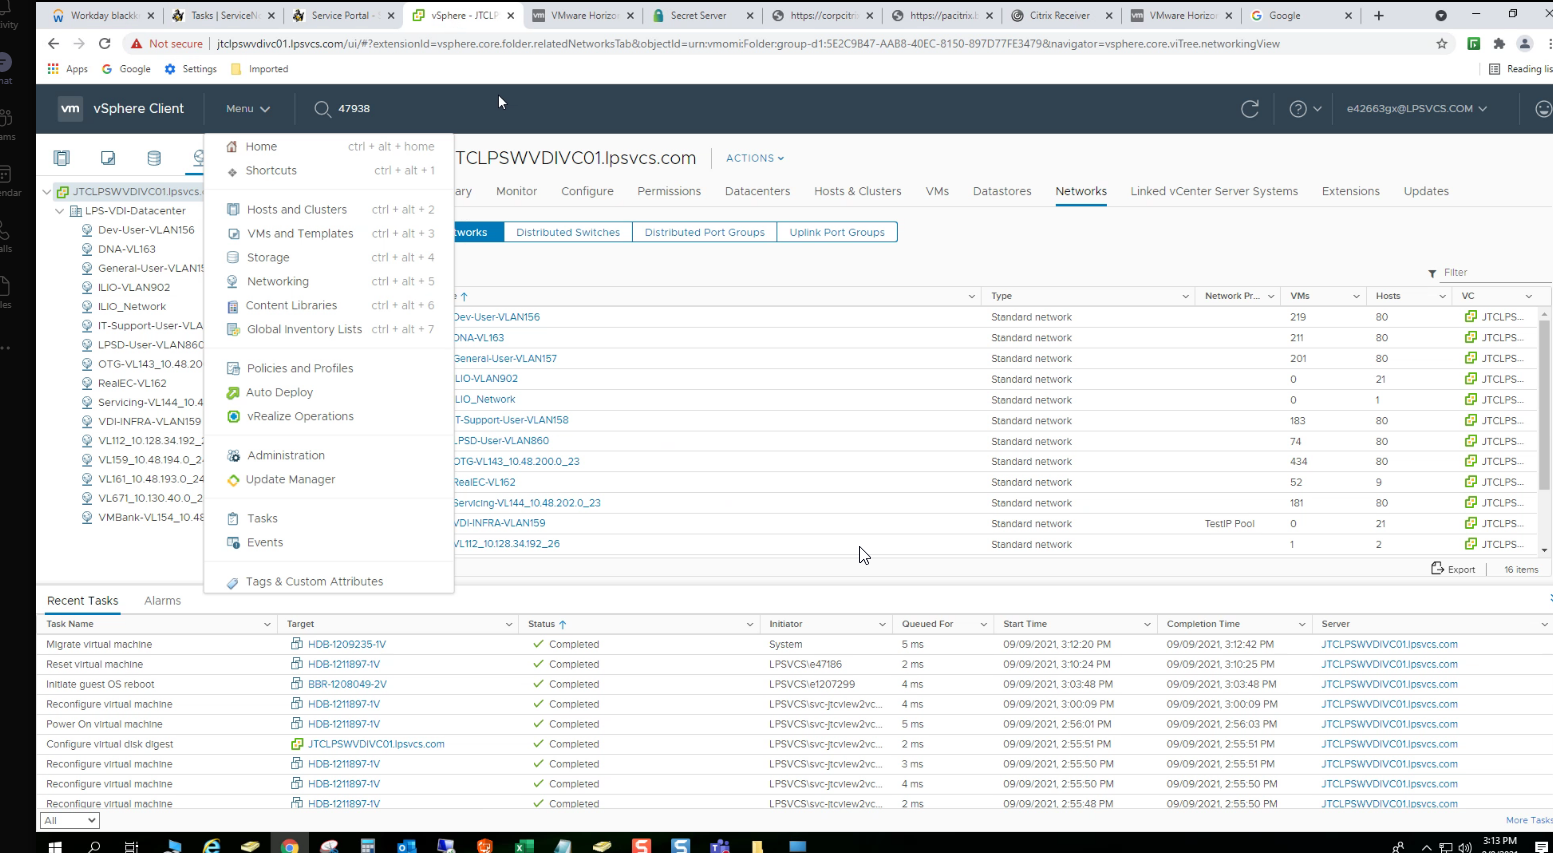 Workday blackl
Tasks | ServiceN
Service Portal - S
vSphere - JTCLP
VMware Horizo
Secret Server
https://corpcitri
https://pacitrix.l
Citrix Receiver
VMware Horizo
Google
Not secure | jtclpswvdivc01.lpsvcs.com/ui/#?extensionId=vsphere.core.folder.relatedNetworksTab&objectId=urn:vmomi:Folder:group-d1:5E2C9B47-AAB8-40EC-8150-897D77FE3479&navigator=vsphere.core.viTree.networkingView
Apps Google Settings Imported Reading lis
vm vSphere Client Menu 47938 e42663gx@LPSVCS.COM
Home ctrl + alt + home
Shortcuts ctrl + alt + 1
Hosts and Clusters ctrl + alt + 2
VMs and Templates ctrl + alt + 3
Storage ctrl + alt + 4
Networking ctrl + alt + 5
Content Libraries ctrl + alt + 6
Global Inventory Lists ctrl + alt + 7
Policies and Profiles
Auto Deploy
vRealize Operations
Administration
Update Manager
Tasks
Events
Tags & Custom Attributes
JTCLPSWVDIVC01.lpsvcs.
LPS-VDI-Datacenter
Dev-User-VLAN156
DNA-VL163
General-User-VLAN15
ILIO-VLAN902
ILIO_Network
IT-Support-User-VLA
LPSD-User-VLAN860
OTG-VL143_10.48.20
RealEC-VL162
Servicing-VL144_10.4
VDI-INFRA-VLAN159
VL112_10.128.34.192_2
VL159_10.48.194.0_2
VL161_10.48.193.0_24
VL671_10.130.40.0_2
VMBank-VL154_10.48
TCLPSWVDIVC01.lpsvcs.com ACTIONS
ary Monitor Configure Permissions Datacenters Hosts & Clusters VMs Datastores Networks Linked vCenter Server Systems Extensions Updates
tworks Distributed Switches Distributed Port Groups Uplink Port Groups
Filter
e Type Network Pr... VMs Hosts VC
Dev-User-VLAN156 Standard network 219 80 JTCLPS...
DNA-VL163 Standard network 211 80 JTCLPS...
General-User-VLAN157 Standard network 201 80 JTCLPS...
LIO-VLAN902 Standard network 0 21 JTCLPS...
LIO_Network Standard network 0 1 JTCLPS...
T-Support-User-VLAN158 Standard network 183 80 JTCLPS...
LPSD-User-VLAN860 Standard network 74 80 JTCLPS...
OTG-VL143_10.48.200.0_23 Standard network 434 80 JTCLPS...
RealEC-VL162 Standard network 52 9 JTCLPS...
Servicing-VL144_10.48.202.0_23 Standard network 181 80 JTCLPS...
VDI-INFRA-VLAN159 Standard network TestIP Pool 0 21 JTCLPS...
VL112_10.128.34.192_26 Standard network 1 2 JTCLPS...
Export 16 items
Recent Tasks Alarms
Task Name Target Status Initiator Queued For Start Time Completion Time Server
Migrate virtual machine HDB-1209235-1V Completed System 5 ms 09/09/2021, 3:12:20 PM 09/09/2021, 3:12:42 PM JTCLPSWVDIVC01.lpsvcs.com
Reset virtual machine HDB-1211897-1V Completed LPSVCS\e47186 2 ms 09/09/2021, 3:10:24 PM 09/09/2021, 3:10:25 PM JTCLPSWVDIVC01.lpsvcs.com
Initiate guest OS reboot BBR-1208049-2V Completed LPSVCS\e1207299 4 ms 09/09/2021, 3:03:48 PM 09/09/2021, 3:03:48 PM JTCLPSWVDIVC01.lpsvcs.com
Reconfigure virtual machine HDB-1211897-1V Completed LPSVCS\svc-jtcview2vc... 4 ms 09/09/2021, 3:00:09 PM 09/09/2021, 3:00:09 PM JTCLPSWVDIVC01.lpsvcs.com
Power On virtual machine HDB-1211897-1V Completed LPSVCS\svc-jtcview2vc... 5 ms 09/09/2021, 2:56:01 PM 09/09/2021, 2:56:03 PM JTCLPSWVDIVC01.lpsvcs.com
Configure virtual disk digest JTCLPSWVDIVC01.lpsvcs.com Completed LPSVCS\svc-jtcview2vc... 2 ms 09/09/2021, 2:55:51 PM 09/09/2021, 2:55:51 PM JTCLPSWVDIVC01.lpsvcs.com
Reconfigure virtual machine HDB-1211897-1V Completed LPSVCS\svc-jtcview2vc... 3 ms 09/09/2021, 2:55:50 PM 09/09/2021, 2:55:51 PM JTCLPSWVDIVC01.lpsvcs.com
Reconfigure virtual machine HDB-1211897-1V Completed LPSVCS\svc-jtcview2vc... 4 ms 09/09/2021, 2:55:50 PM 09/09/2021, 2:55:50 PM JTCLPSWVDIVC01.lpsvcs.com
Reconfigure virtual machine HDB-1211897-1V Completed LPSVCS\svc-jtcview2vc... 2 ms 09/09/2021, 2:55:48 PM 09/09/2021, 2:55:50 PM JTCLPSWVDIVC01.lpsvcs.com
All More Tasks
3:13 PM